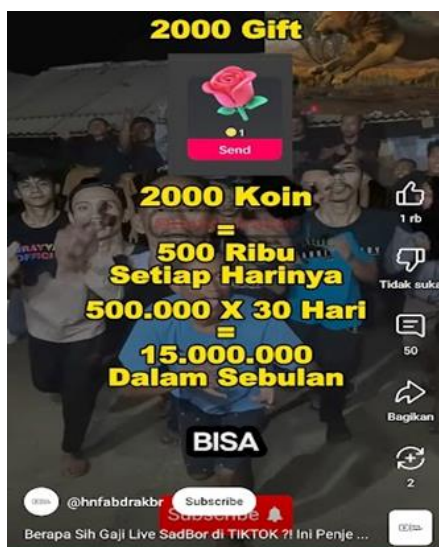 2000 Gift
1
Send
2000 Koin
=
500 Ribu
Setiap Harinya
500.000 X 30 Hari
=
15.000.000
Dalam Sebulan
BISA
1 rb
Tidak suka
50
Bagikan
2
@hnfabdrakbr
Subscribe
Subscribe
Berapa Sih Gaji Live SadBor di TIKTOK ?! Ini Penje ...